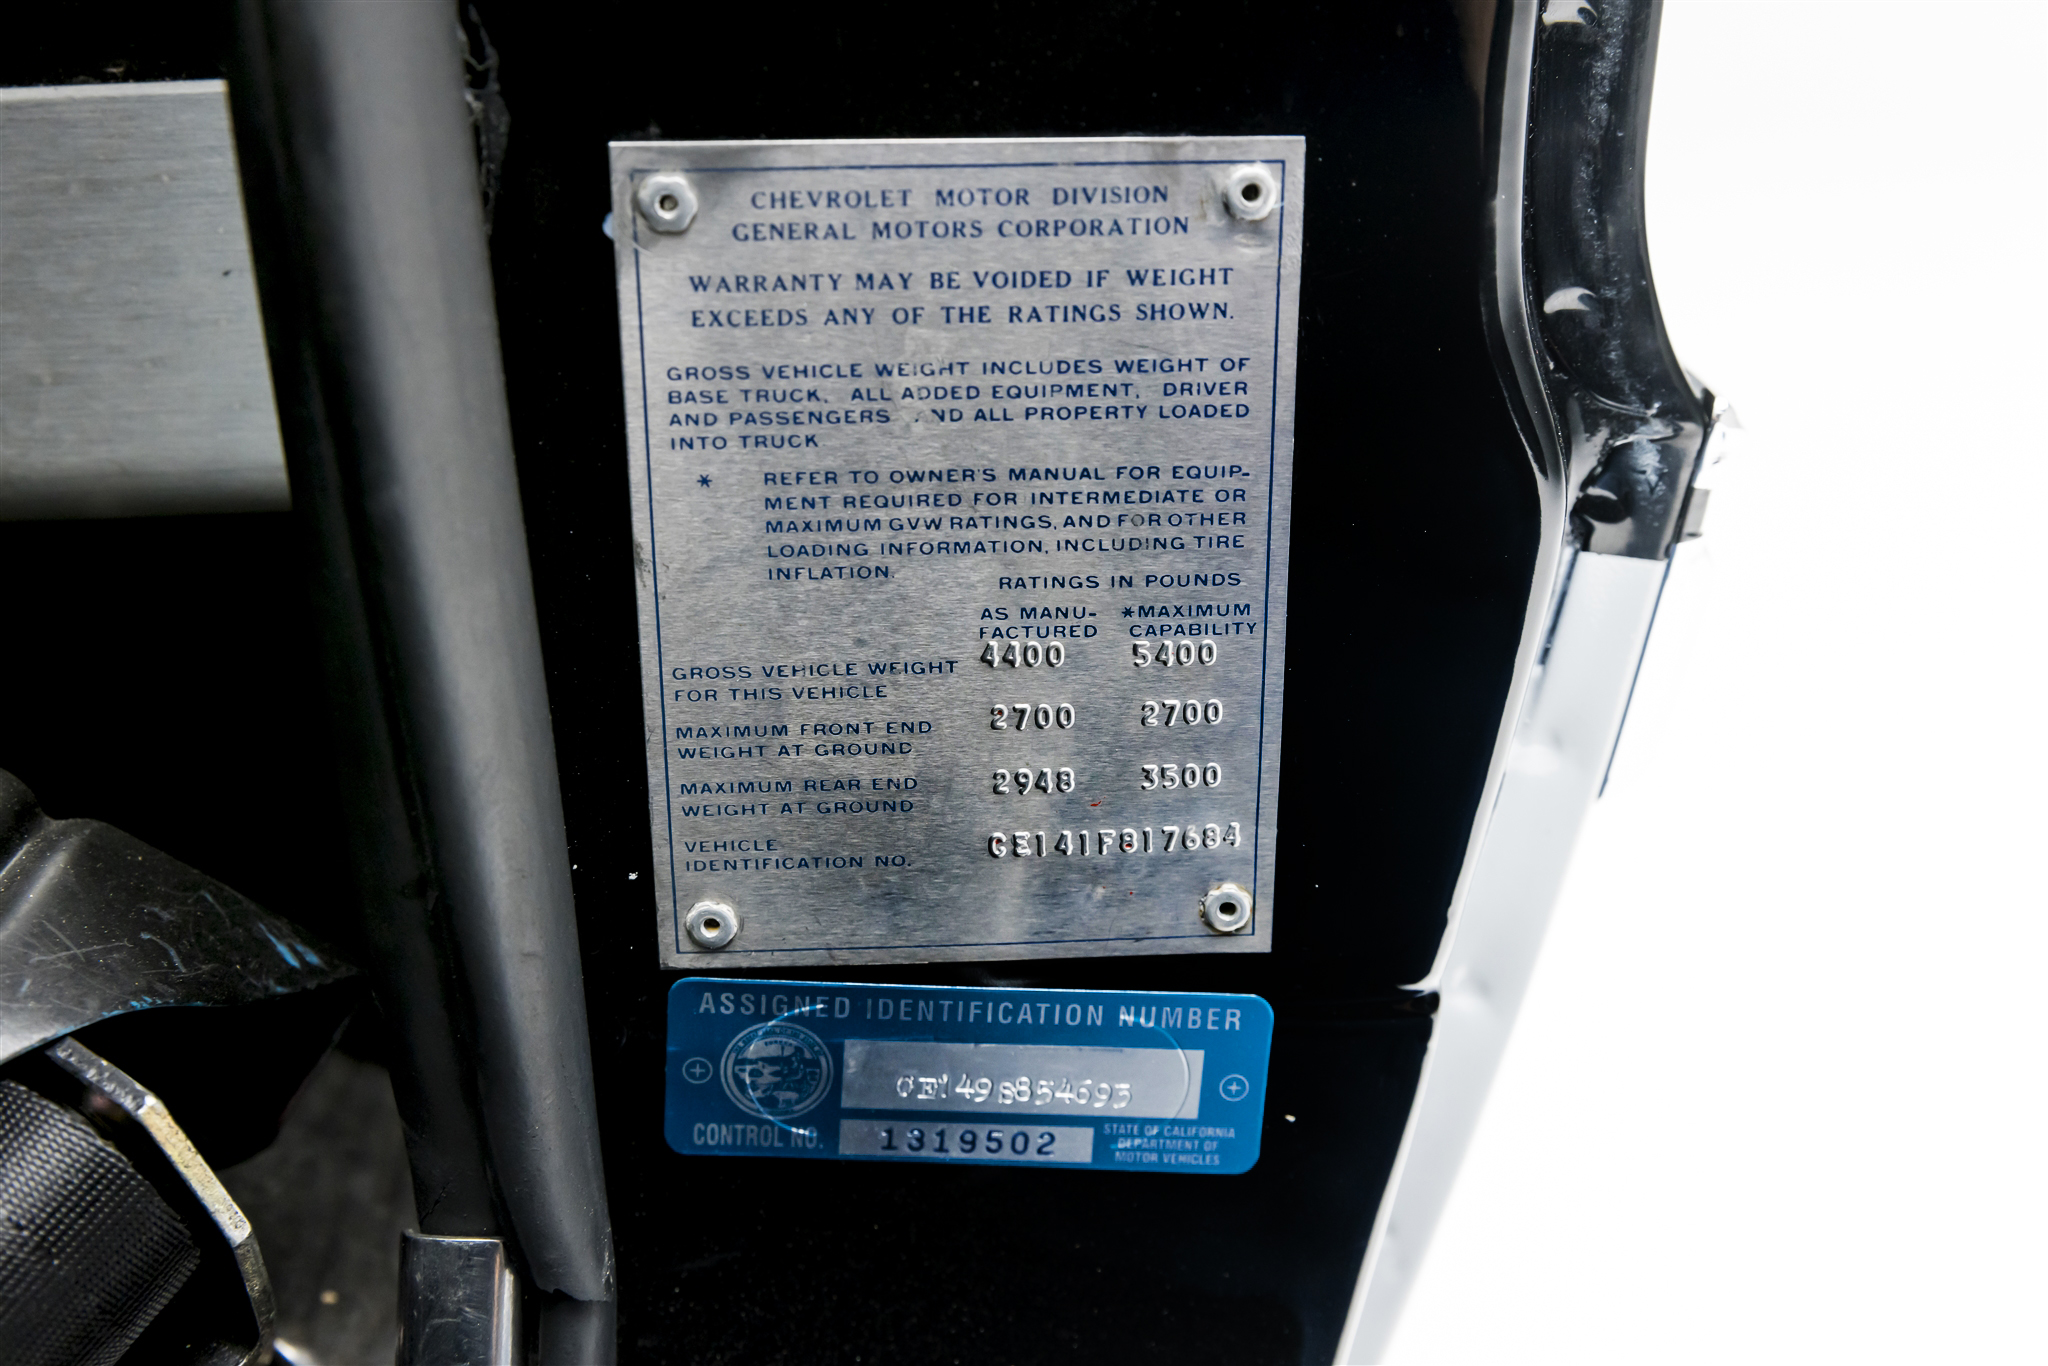 CHEVROLET MOTOR DIVISION
GENERAL MOTORS CORPORATION
WARRANTY MAY BE VOIDED IF WEIGHT
EXCEEDS ANY OF THE RATINGS SHOWN.
GROSS VEHICLE WEIGHT INCLUDES WEIGHT OF
BASE TRUCK, ALL ADDED EQUIPMENT, DRIVER
AND PASSENGERS AND ALL PROPERTY LOADED
INTO TRUCK
* REFER TO OWNER'S MANUAL FOR EQUIP-
MENT REQUIRED FOR INTERMEDIATE OR
MAXIMUM GVW RATINGS, AND FOR OTHER
LOADING INFORMATION, INCLUDING TIRE
INFLATION.
RATINGS IN POUNDS
AS MANU- *MAXIMUM
FACTURED CAPABILITY
4400 5400
GROSS VEHICLE WEIGHT
FOR THIS VEHICLE
2700 2700
MAXIMUM FRONT END
WEIGHT AT GROUND
2948 3500
MAXIMUM REAR END
WEIGHT AT GROUND
VEHICLE
IDENTIFICATION NO.
CE141F817684
ASSIGNED IDENTIFICATION NUMBER
CE149S854693
CONTROL NO. 1319502
STATE OF CALIFORNIA
DEPARTMENT OF
MOTOR VEHICLES